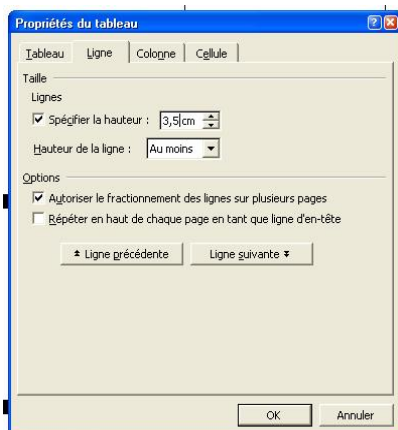 Propriétés du tableau
Tableau Ligne Colonne Cellule
Taille
Lignes
Spécifier la hauteur : 3,5 cm
Hauteur de la ligne : Au moins
Options
Autoriser le fractionnement des lignes sur plusieurs pages
Répéter en haut de chaque page en tant que ligne d'en-tête
Ligne précédente Ligne suivante
OK Annuler